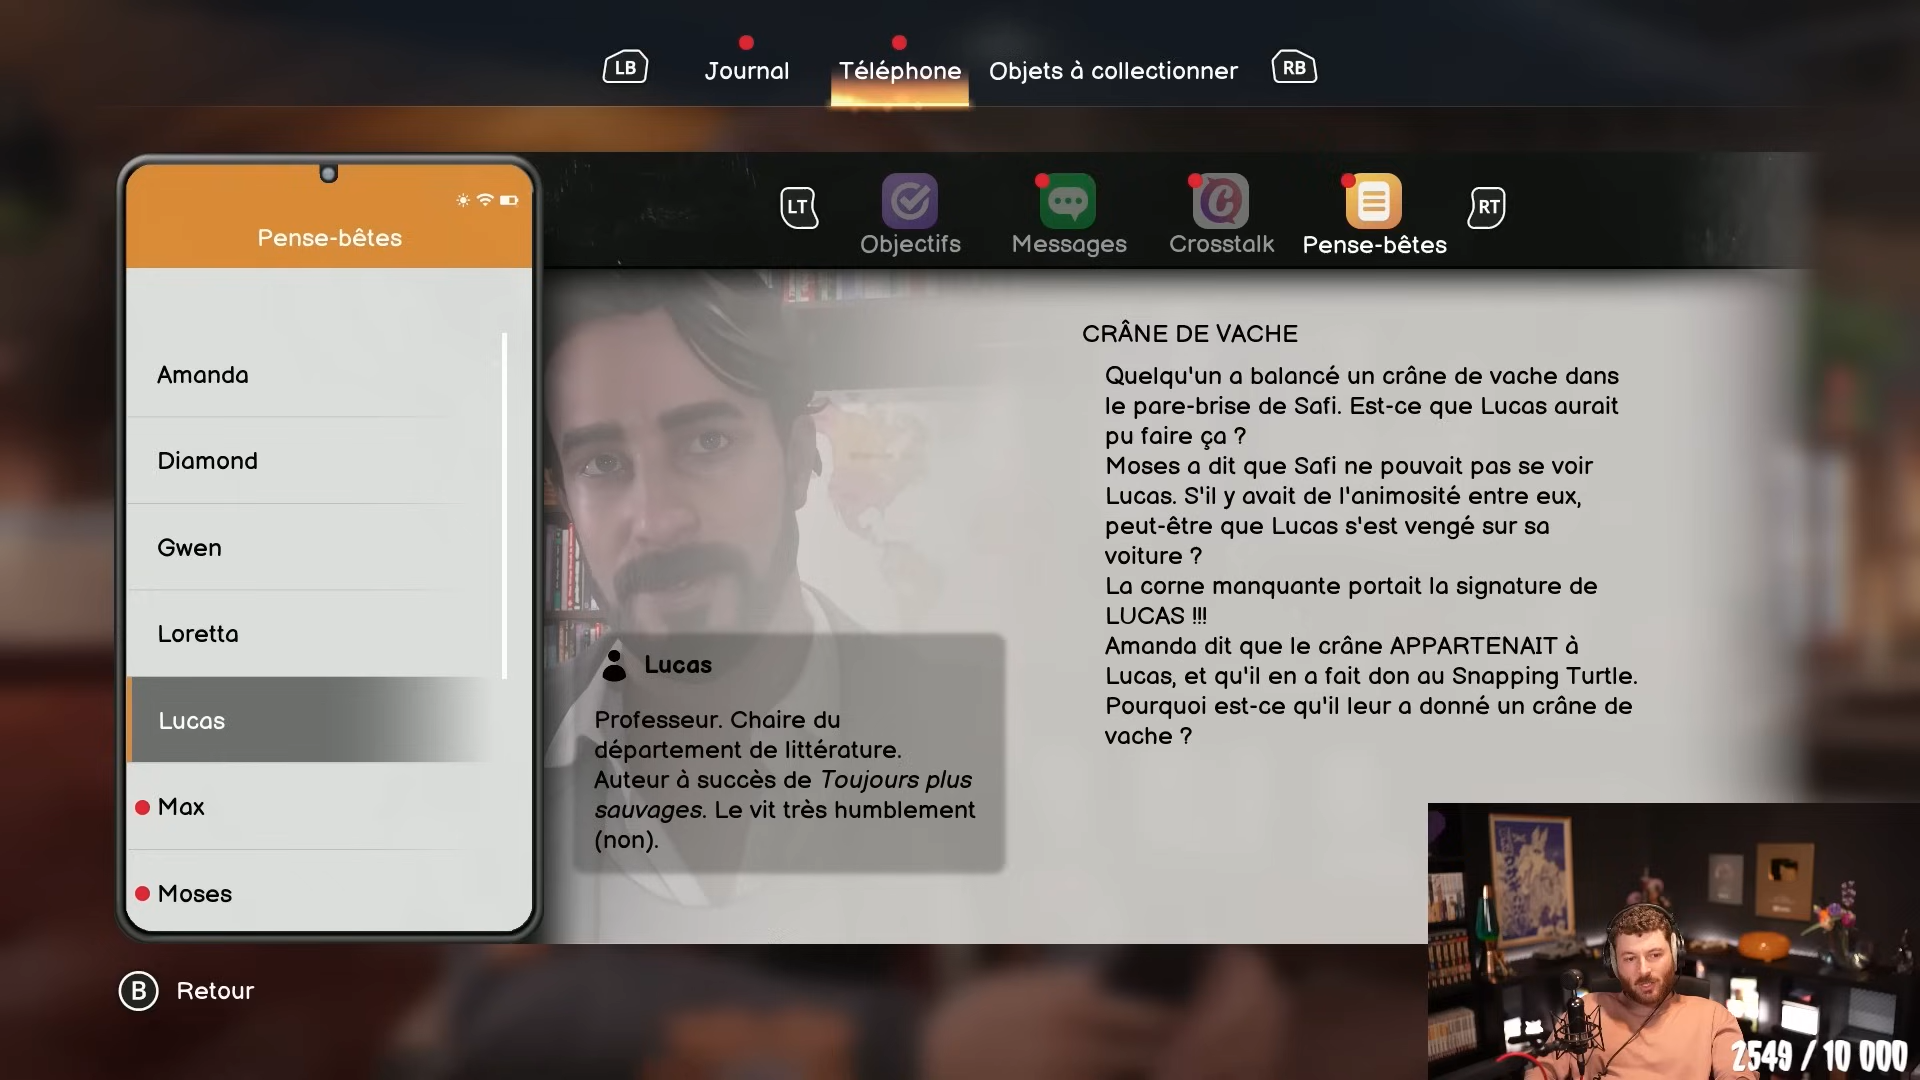 LB
Journal
Téléphone
Objets à collectionner
RB
Pense-bêtes
LT
Objectifs
Messages
Crosstalk
Pense-bêtes
RT
Amanda
Diamond
Gwen
Loretta
Lucas
Max
Moses
Lucas
Professeur. Chaire du
département de littérature.
Auteur à succès de Toujours plus
sauvages. Le vit très humblement
(non).
CRÂNE DE VACHE
Quelqu'un a balancé un crâne de vache dans
le pare-brise de Safi. Est-ce que Lucas aurait
pu faire ça ?
Moses a dit que Safi ne pouvait pas se voir
Lucas. S'il y avait de l'animosité entre eux,
peut-être que Lucas s'est vengé sur sa
voiture ?
La corne manquante portait la signature de
LUCAS !!!
Amanda dit que le crâne APPARTENAIT à
Lucas, et qu'il en a fait don au Snapping Turtle.
Pourquoi est-ce qu'il leur a donné un crâne de
vache ?
B Retour
2549 / 10 000